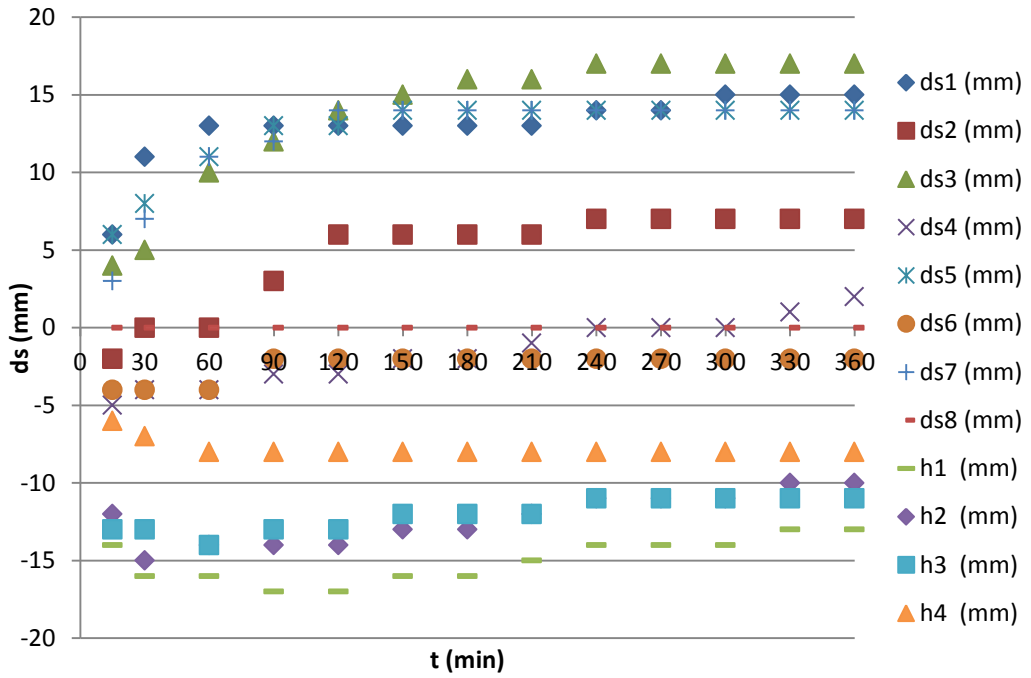 20
15
10
5
0
-5
-10
-15
-20
ds (mm)
0 30 60 90 120 150 180 210 240 270 300 330 360
t (min)
ds1 (mm)
ds2 (mm)
ds3 (mm)
ds4 (mm)
ds5 (mm)
ds6 (mm)
ds7 (mm)
ds8 (mm)
h1 (mm)
h2 (mm)
h3 (mm)
h4 (mm)